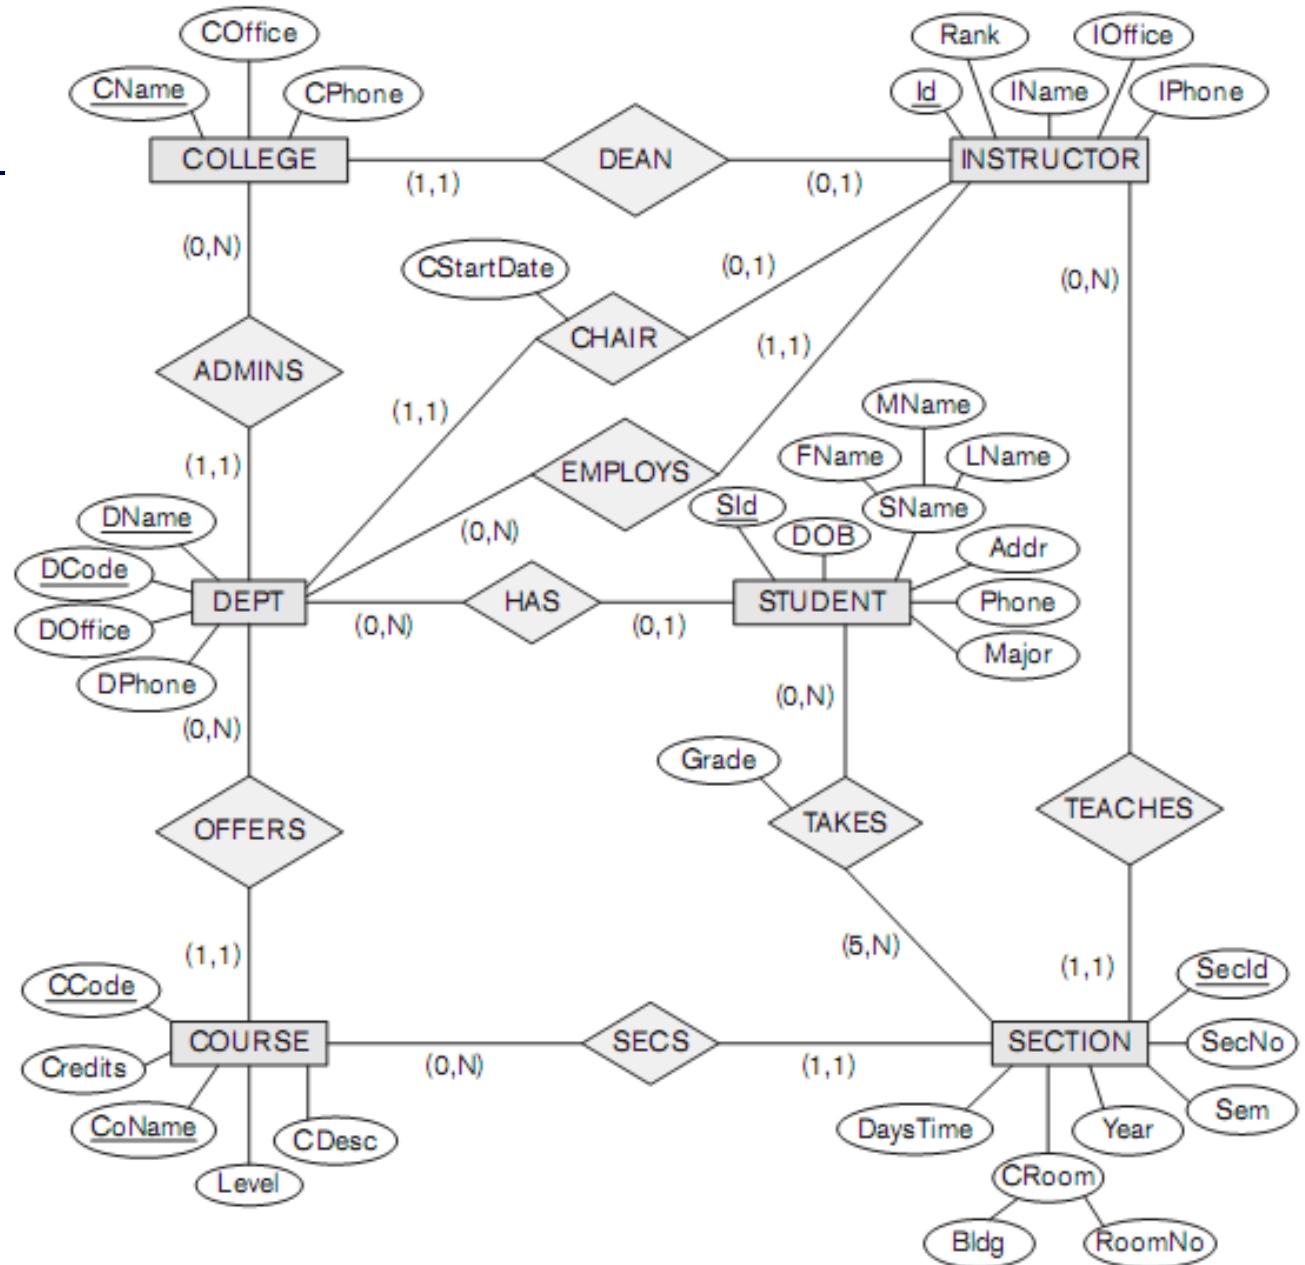 COffice
Rank
IOffice
CName
CPhone
Id
IName
IPhone
COLLEGE
DEAN
INSTRUCTOR
(1,1)
(0,1)
(0,N)
CStartDate
(0,1)
(0,N)
CHAIR
(1,1)
ADMINS
MName
(1,1)
FName
LName
(1,1)
EMPLOYS
SId
SName
DName
(0,N)
DOB
Addr
DCode
DEPT
HAS
STUDENT
Phone
DOffice
(0,N)
(0,1)
Major
DPhone
(0,N)
(0,N)
Grade
OFFERS
TAKES
TEACHES
(1,1)
(5,N)
(1,1)
SecId
CCode
COURSE
SECS
SECTION
SecNo
Credits
(0,N)
(1,1)
Sem
CoName
CDesc
DaysTime
Year
Level
CRoom
Bldg
RoomNo